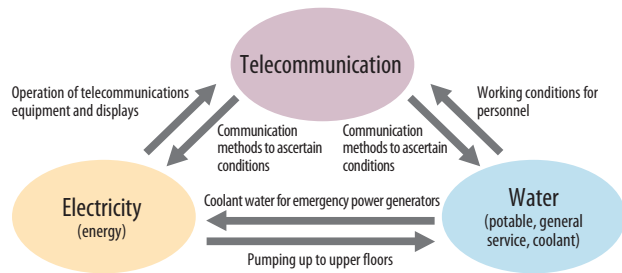 Telecommunication
Operation of telecommunications
equipment and displays
Working conditions for
personnel
Communication
methods to ascertain
conditions
Communication
methods to ascertain
conditions
Electricity
(energy)
Coolant water for emergency power generators
Water
(potable, general
service, coolant)
Pumping up to upper floors